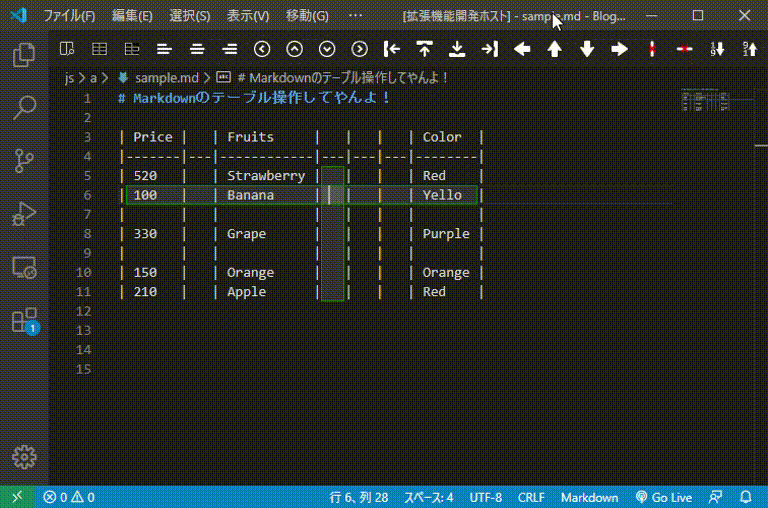 ファイル(F) 編集(E) 選択(S) 表示(V) 移動(G) ··· [拡張機能開発ホスト] - sample.md - Blog...
js > a > sample.md > # Markdownのテーブル操作してやんよ！
1 # Markdownのテーブル操作してやんよ！
2
3 | Price |   | Fruits     |   |   |   | Color  |
4 |-------|---|------------|---|---|---|--------|
5 | 520   |   | Strawberry |   |   |   | Red    |
6 | 100   |   | Banana     |   |   |   | Yello  |
7 |       |   |            |   |   |   |        |
8 | 330   |   | Grape      |   |   |   | Purple |
9 |       |   |            |   |   |   |        |
10 | 150   |   | Orange     |   |   |   | Orange |
11 | 210   |   | Apple      |   |   |   | Red    |
12
13
14
15
1
0 0 行 6、列 28 スペース: 4 UTF-8 CRLF Markdown Go Live